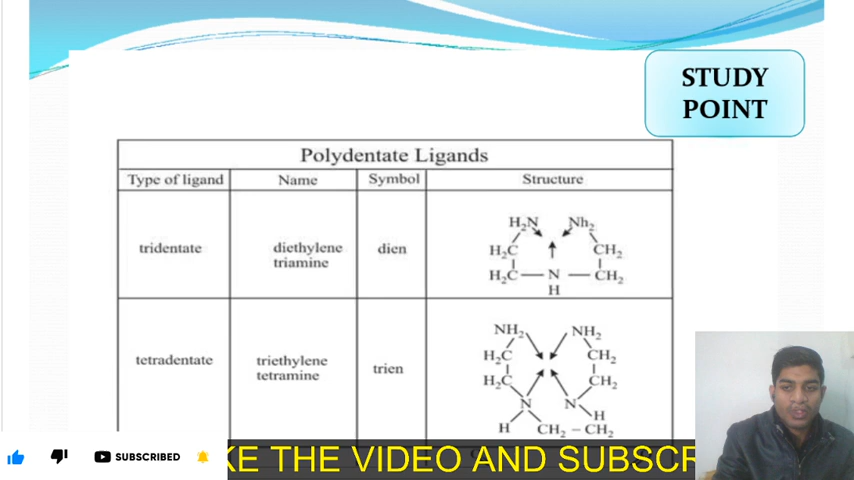 STUDY
POINT
Polydentate Ligands
Type of ligand Name Symbol Structure
H₂N Nh₂
tridentate diethylene dien H₂C CH₂
triamine
H₂C — N — CH₂
H
NH₂ NH₂
tetradentate triethylene trien H₂C CH₂
tetramine
H₂C CH₂
N N
H
H CH₂ – CH₂
SUBSCRIBED
KE THE VIDEO AND SUBSCR